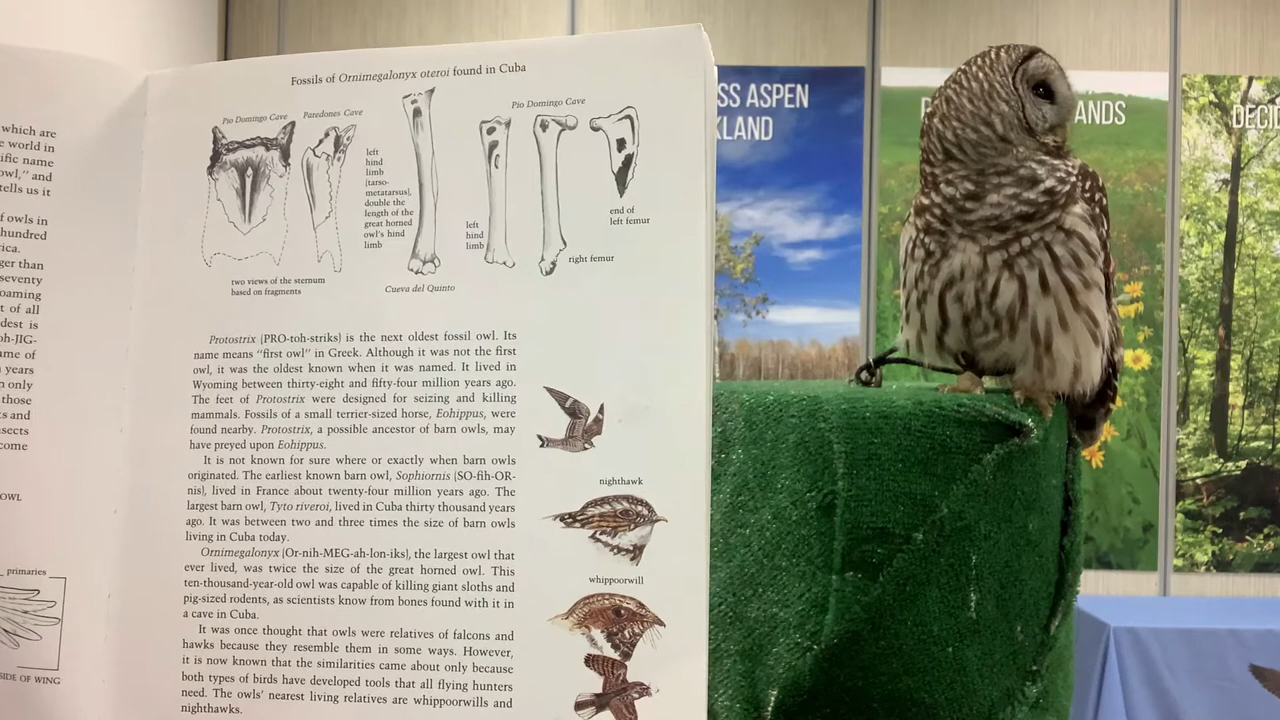 which are
world in
ific name
owl," and
tells us it
of owls in
hundred
ica.
ger than
seventy
oaming
t of all
dest is
oh-JIG-
ame of
years
n only
those
ts and
sects
come
OWL
primaries
SIDE OF WING
Fossils of Ornimegalonyx oteroi found in Cuba
Pio Domingo Cave
Paredones Cave
Pio Domingo Cave
left
hind
limb
(tarso-
metatarsus),
double the
length of the
great horned
owl's hind
limb
left
hind
limb
end of
left femur
right femur
two views of the sternum
based on fragments
Cueva del Quinto
Protostrix (PRO-toh-striks) is the next oldest fossil owl. Its
name means "first owl" in Greek. Although it was not the first
owl, it was the oldest known when it was named. It lived in
Wyoming between thirty-eight and fifty-four million years ago.
The feet of Protostrix were designed for seizing and killing
mammals. Fossils of a small terrier-sized horse, Eohippus, were
found nearby. Protostrix, a possible ancestor of barn owls, may
have preyed upon Eohippus.
It is not known for sure where or exactly when barn owls
originated. The earliest known barn owl, Sophiornis (SO-fih-OR-
nis), lived in France about twenty-four million years ago. The
largest barn owl, Tyto riveroi, lived in Cuba thirty thousand years
ago. It was between two and three times the size of barn owls
living in Cuba today.
Ornimegalonyx (Or-nih-MEG-ah-lon-iks), the largest owl that
ever lived, was twice the size of the great horned owl. This
ten-thousand-year-old owl was capable of killing giant sloths and
pig-sized rodents, as scientists know from bones found with it in
a cave in Cuba.
It was once thought that owls were relatives of falcons and
hawks because they resemble them in some ways. However,
it is now known that the similarities came about only because
both types of birds have developed tools that all flying hunters
need. The owls' nearest living relatives are whippoorwills and
nighthawks.
nighthawk
whippoorwill
SS ASPEN
KLAND
ANDS
DECI